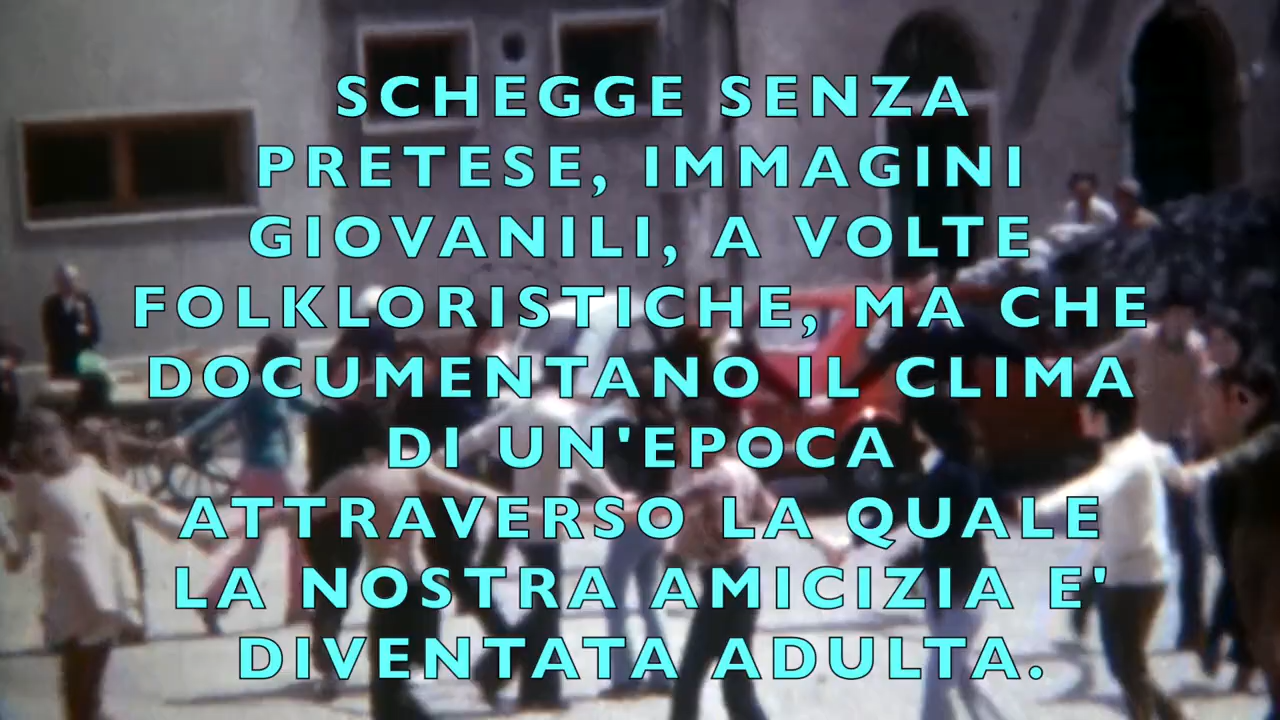 SCHEGGE SENZA
PRETESE, IMMAGINI
GIOVANILI, A VOLTE
FOLKLORISTICHE, MA CHE
DOCUMENTANO IL CLIMA
DI UN'EPOCA
ATTRAVERSO LA QUALE
LA NOSTRA AMICIZIA E'
DIVENTATA ADULTA.